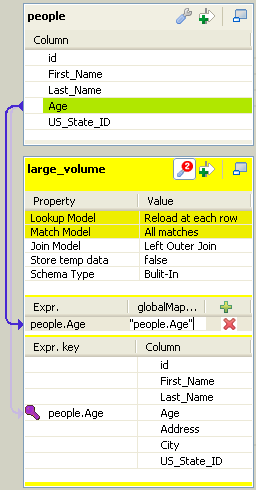 people
Column
id
First_Name
Last_Name
Age
US_State_ID
large_volume
2
Property Value
Lookup Model Reload at each row
Match Model All matches
Join Model Left Outer Join
Store temp data false
Schema Type Bulit-In
Expr. globalMap...
people.Age "people.Age"
Expr. key Column
id
First_Name
Last_Name
people.Age Age
Address
City
US_State_ID